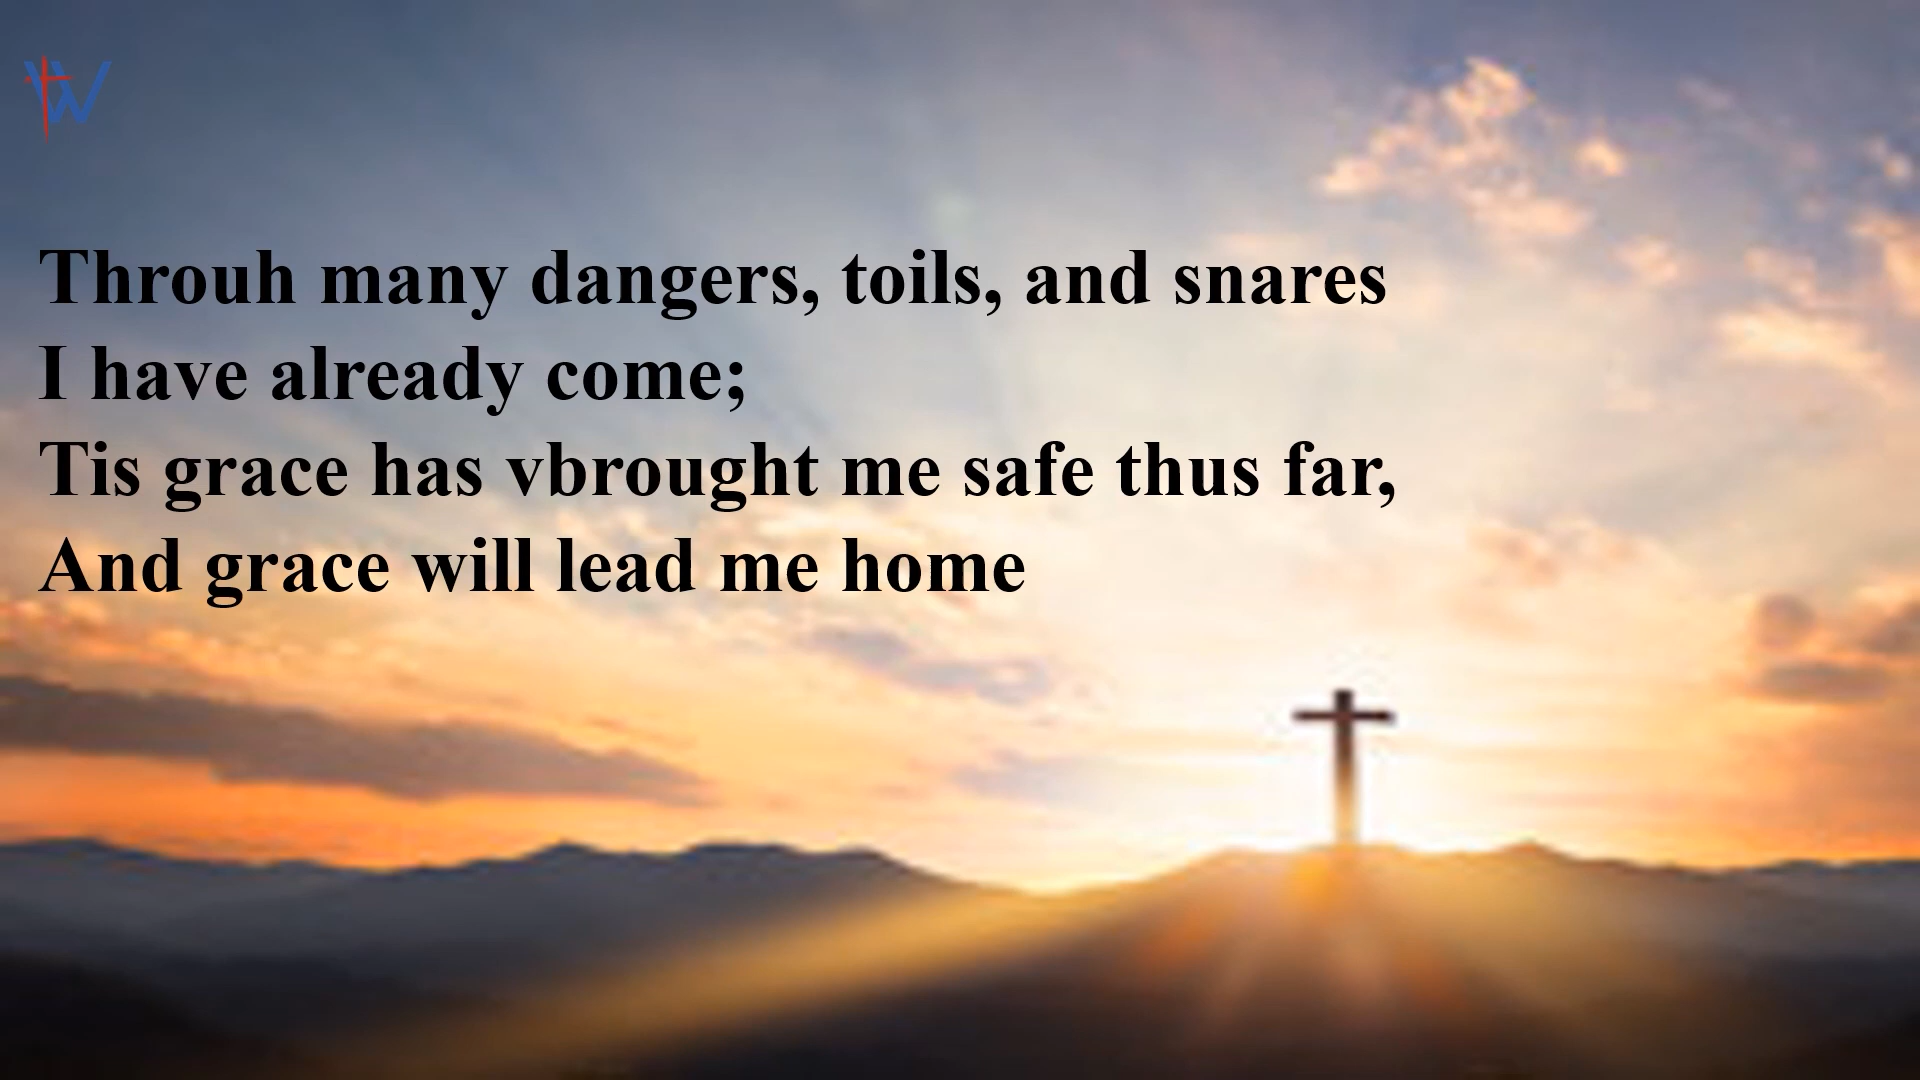 W
Throuh many dangers, toils, and snares
I have already come;
Tis grace has vbrought me safe thus far,
And grace will lead me home